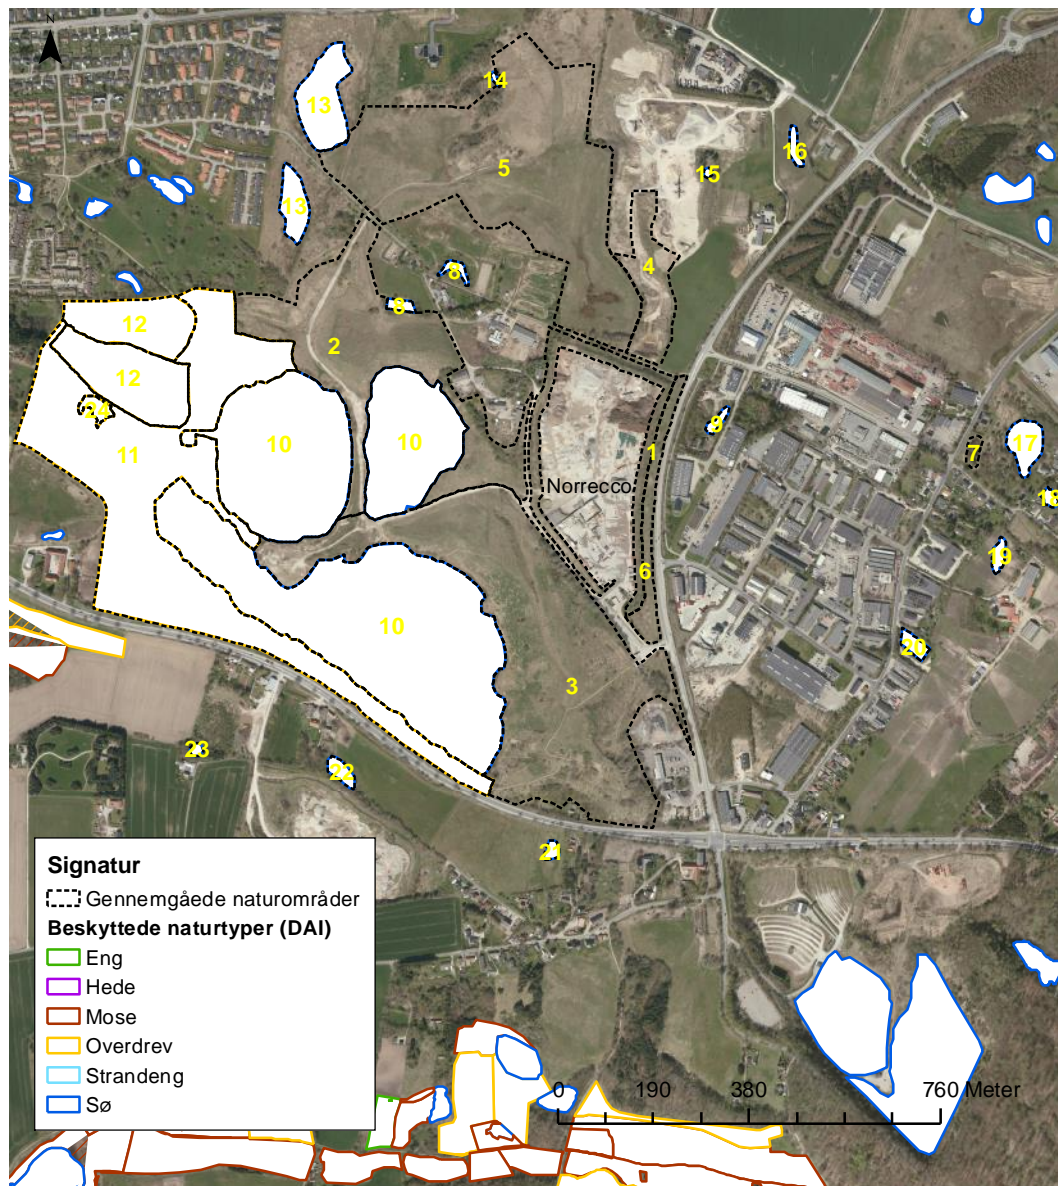 N
14
13
16
5
15
13
4
8
8
12
2
12
24
9
10
10
11
1
7
17
Norrecco
18
19
6
10
20
3
23
22
21
Signatur
Gennemgåede naturområder
Beskyttede naturtyper (DAI)
Eng
Hede
Mose
Overdrev
Strandeng
Sø
0 190 380 760 Meter